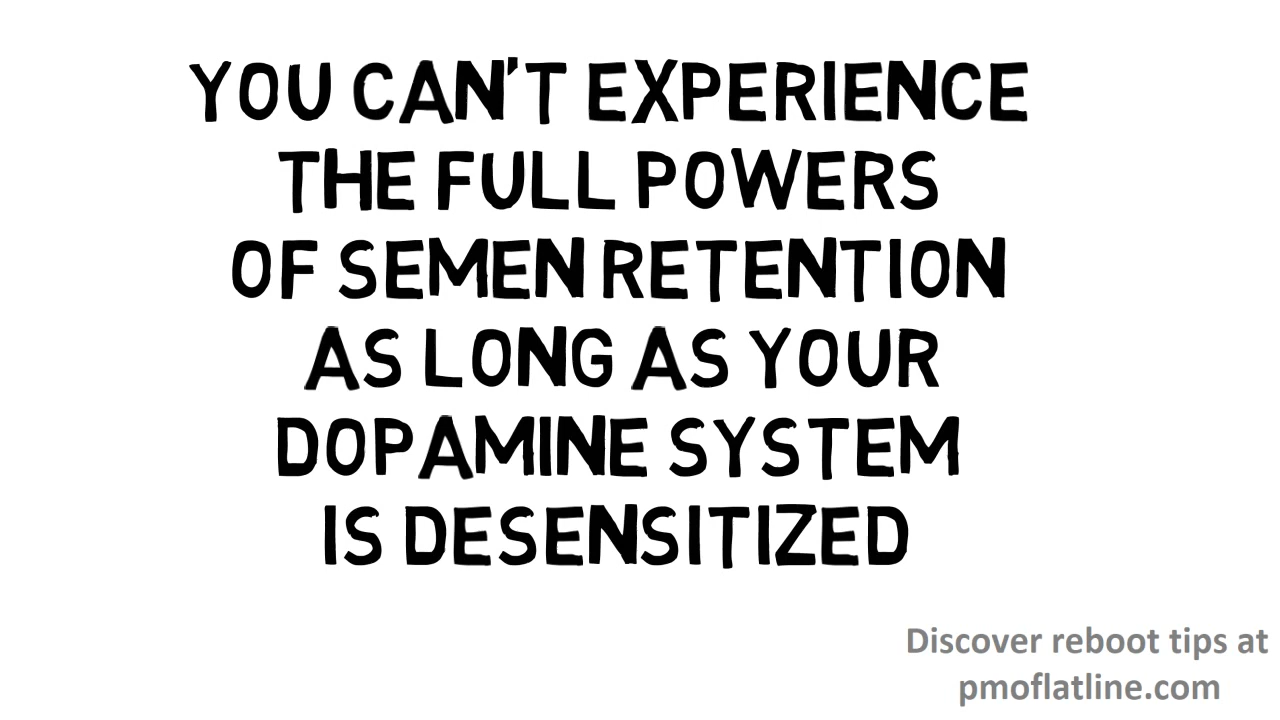 YOU CAN'T EXPERIENCE
THE FULL POWERS
OF SEMEN RETENTION
AS LONG AS YOUR
DOPAMINE SYSTEM
IS DESENSITIZED
Discover reboot tips at
pmoflatline.com